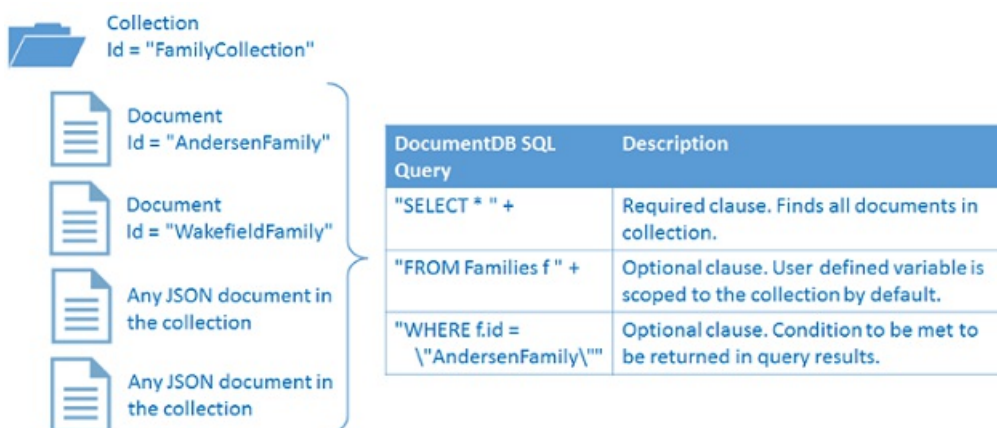 Collection
Id = "FamilyCollection"
Document
Id = "AndersenFamily"
Document
Id = "WakefieldFamily"
Any JSON document in
the collection
Any JSON document in
the collection
DocumentDB SQL
Query
Description
"SELECT * " +
Required clause. Finds all documents in
collection.
"FROM Families f " +
Optional clause. User defined variable is
scoped to the collection by default.
"WHERE f.id =
\"AndersenFamily\""
Optional clause. Condition to be met to
be returned in query results.